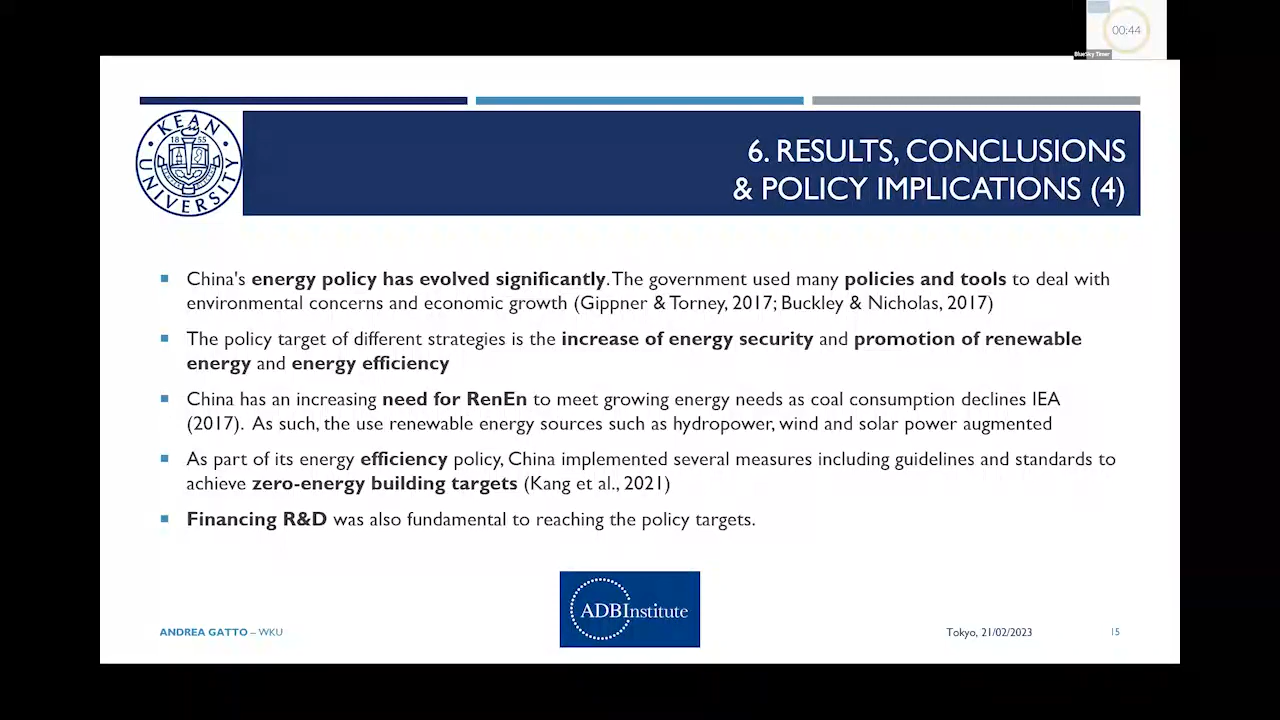 00:44
BlueSky Timer
KEAN
1855
UNIVERSITY
6. RESULTS, CONCLUSIONS
& POLICY IMPLICATIONS (4)
China's energy policy has evolved significantly. The government used many policies and tools to deal with
environmental concerns and economic growth (Gippner & Torney, 2017; Buckley & Nicholas, 2017)
The policy target of different strategies is the increase of energy security and promotion of renewable
energy and energy efficiency
China has an increasing need for RenEn to meet growing energy needs as coal consumption declines IEA
(2017). As such, the use renewable energy sources such as hydropower, wind and solar power augmented
As part of its energy efficiency policy, China implemented several measures including guidelines and standards to
achieve zero-energy building targets (Kang et al., 2021)
Financing R&D was also fundamental to reaching the policy targets.
ADBInstitute
ANDREA GATTO – WKU
Tokyo, 21/02/2023
15